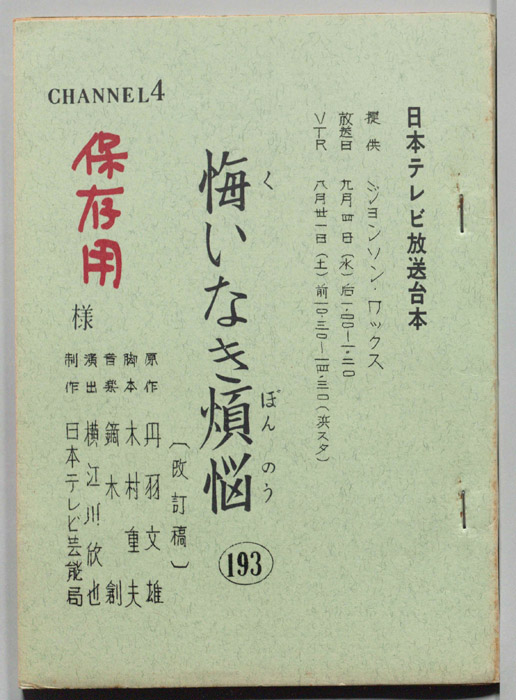 日本テレビ放送台本
提供 ジョンソン・ワックス
放送日 九月四日(水)后一・〇〇〜一・二〇
VTR 八月廿一日(土)前一〇・三〇〜一四・三〇(浜スタ)
CHANNEL4
悔いなき煩悩
く
ぼんのう
193
〔改訂稿〕
保存用
様
原作 丹羽文雄
脚本 木村重夫
音楽 鏑木創
演出 横江川欣也
制作 日本テレビ芸能局